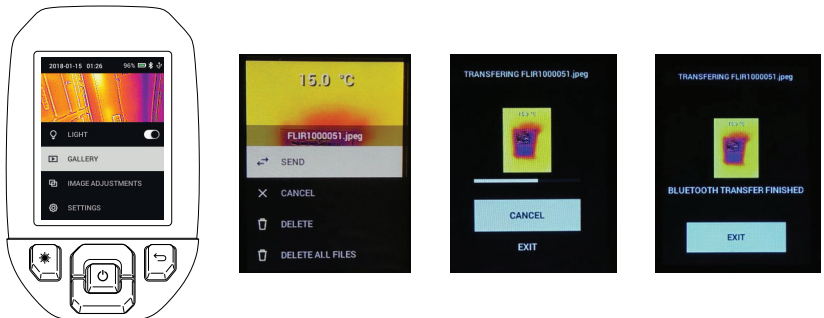 2018-01-15 01:26 96%
LIGHT
GALLERY
IMAGE ADJUSTMENTS
SETTINGS
15.0 °C
FLIR1000051.jpeg
SEND
CANCEL
DELETE
DELETE ALL FILES
TRANSFERING FLIR1000051.jpeg
CANCEL
EXIT
TRANSFERING FLIR1000051.jpeg
BLUETOOTH TRANSFER FINISHED
EXIT